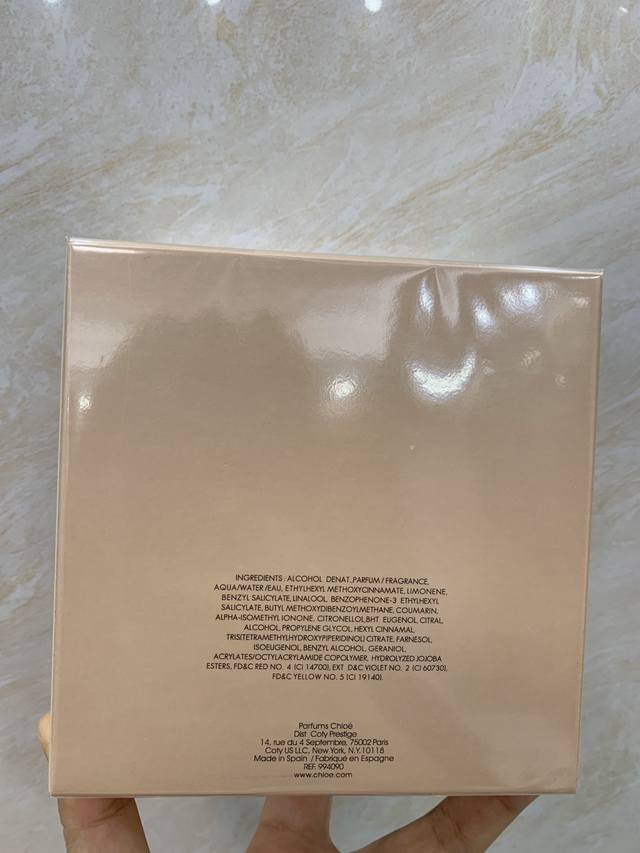 INGREDIENTS : ALCOHOL DENAT.,PARFUM / FRAGRANCE,
AQUA/WATER /EAU, ETHYLHEXYL METHOXYCINNAMATE, LIMONENE,
BENZYL SALICYLATE, LINALOOL, BENZOPHENONE-3 ETHYLHEXYL
SALICYLATE, BUTYL METHOXYDIBENZOYLMETHANE, COUMARIN,
ALPHA-ISOMETHYL IONONE, CITRONELLOL,BHT EUGENOL, CITRAL,
ALCOHOL, PROPYLENE GLYCOL, HEXYL CINNAMAL,
TRIS(TETRAMETHYLHYDROXYPIPERIDINOL) CITRATE, FARNESOL,
ISOEUGENOL, BENZYL ALCOHOL, GERANIOL,
ACRYLATES/OCTYLACRYLAMIDE COPOLYMER, HYDROLYZED JOJOBA
ESTERS, FD&C RED NO. 4 (CI 14700), EXT D&C VIOLET NO. 2 (CI 60730),
FD&C YELLOW NO. 5 (CI 19140).
Parfums Chloé
Dist Coty Prestige
14, rue du 4 Septembre, 75002 Paris
Coty US LLC, New York, N.Y.10118
Made in Spain / Fabriqué en Espagne
REF. 994090
www.chloe.com